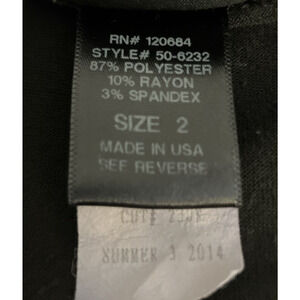 RN# 120684
STYLE# 50-6232
87% POLYESTER
10% RAYON
3% SPANDEX
SIZE 2
MADE IN USA
SEE REVERSE
CUT#
SUMMER 3 2014